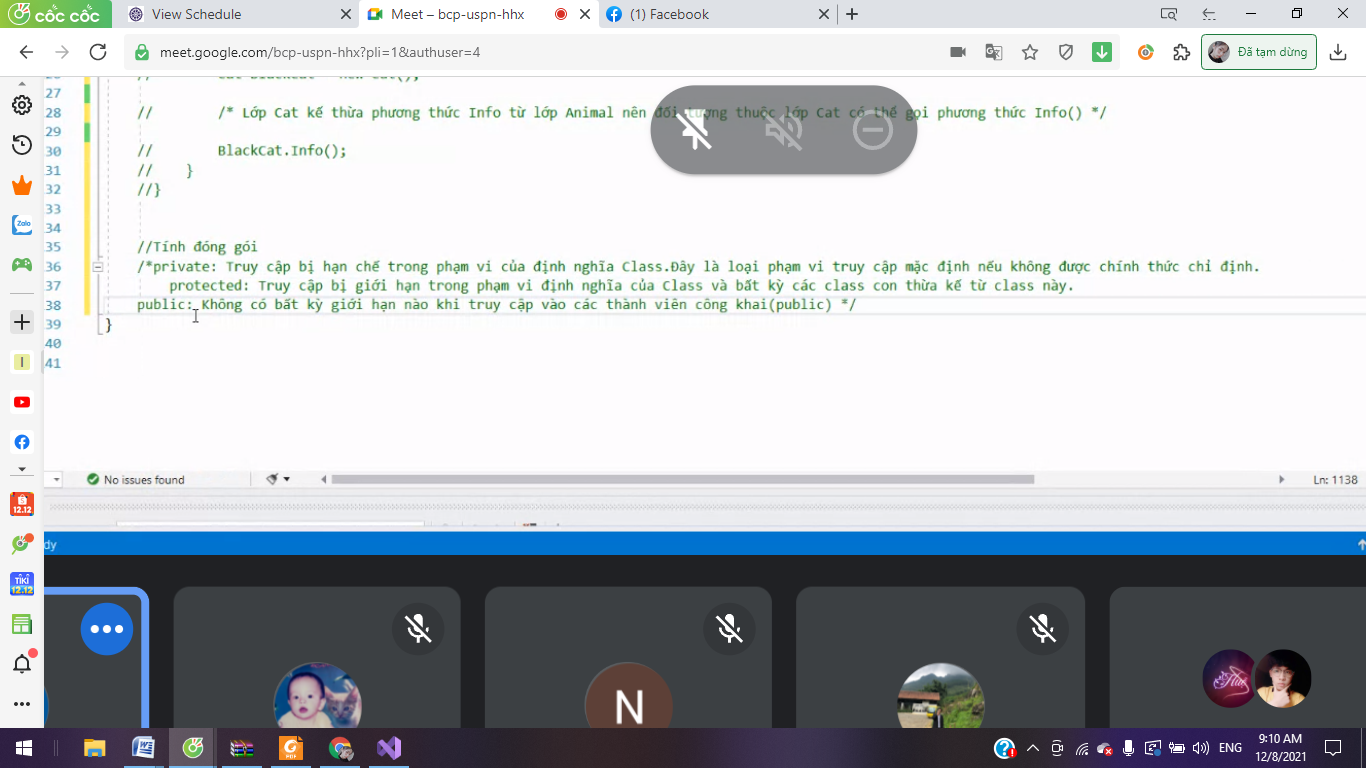 cốc cốc
View Schedule
Meet – bcp-uspn-hhx
(1) Facebook
meet.google.com/bcp-uspn-hhx?pli=1&authuser=4
Đã tạm dừng
27
28 // /* Lớp Cat kế thừa phương thức Info từ lớp Animal nên đối tượng thuộc lớp Cat có thể gọi phương thức Info() */
29
30 // BlackCat.Info();
31 // }
32 //}
33
34
35 //Tính đóng gói
36 /*private: Truy cập bị hạn chế trong phạm vi của định nghĩa Class.Đây là loại phạm vi truy cập mặc định nếu không được chính thức chỉ định.
37 protected: Truy cập bị giới hạn trong phạm vi định nghĩa của Class và bất kỳ các class con thừa kế từ class này.
38 public: Không có bất kỳ giới hạn nào khi truy cập vào các thành viên công khai(public) */
39 }
40
41
No issues found
Ln: 1138
dy
Zalo
I
12.12
TIKI
12.12
N
ENG
9:10 AM
12/8/2021